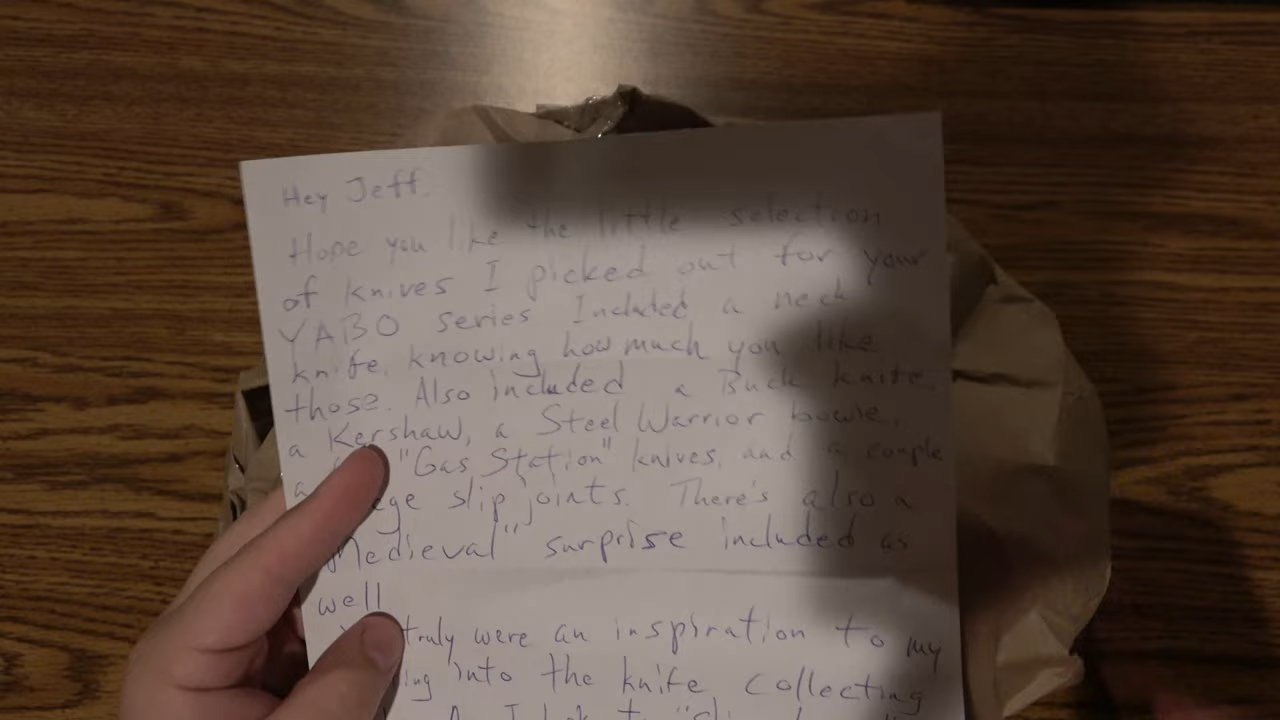 Hey Jeff.
Hope you like the little selection
of knives I picked out for your
YABO series Included a neck
knife, knowing how much you like
those. Also included a Buck knife,
a Kershaw, a Steel Warrior bowie,
a "Gas Station" knives, and a couple
slip joints. There's also a
Medieval" surprise included as
well
truly were an inspiration to my
into the knife collecting